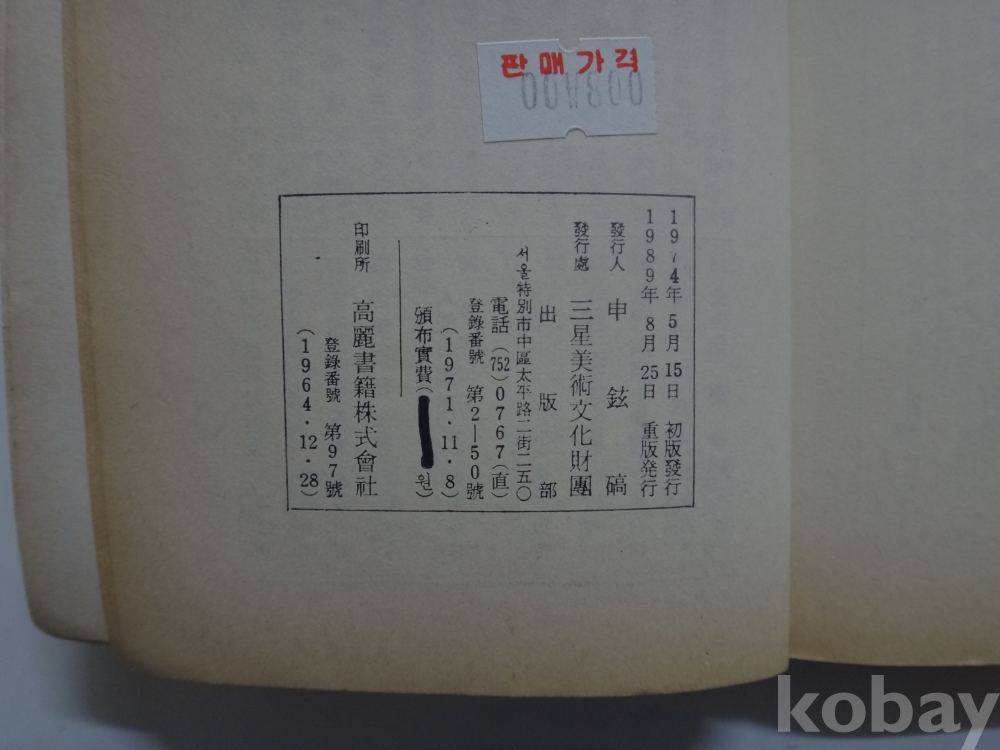 판매가격
1974年 5月 15日 初版發行
1989年 8月 25日 重版発行
發行人 申鉉碻
發行處 三星美術文化財團
出版部
서울特別市中區太平路二街二五〇
電話 (752) 0767 (直)
登錄番號 第2―50號
(1971·11·8)
頒布實費( 원)
印刷所 高麗書籍株式會社
登錄番號 第97號
(1964·12·28)
kobay